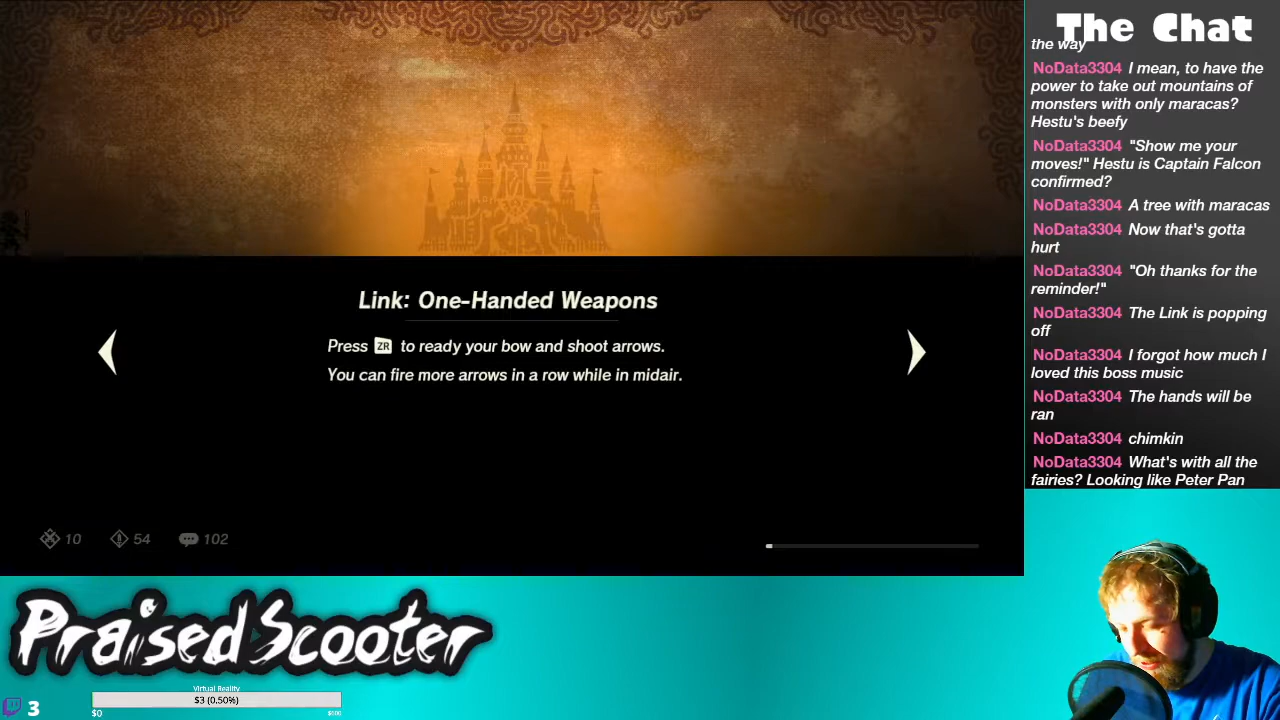 The Chat
the way
NoData3304 I mean, to have the
power to take out mountains of
monsters with only maracas?
Hestu's beefy
NoData3304 "Show me your
moves!" Hestu is Captain Falcon
confirmed?
NoData3304 A tree with maracas
NoData3304 Now that's gotta
hurt
NoData3304 "Oh thanks for the
reminder!"
NoData3304 The Link is popping
off
NoData3304 I forgot how much I
loved this boss music
NoData3304 The hands will be
ran
NoData3304 chimkin
NoData3304 What's with all the
fairies? Looking like Peter Pan
Link: One-Handed Weapons
Press ZR to ready your bow and shoot arrows.
You can fire more arrows in a row while in midair.
10 54 102
PraisedScooter
Virtual Reality
$3 (0.50%)
3
$0